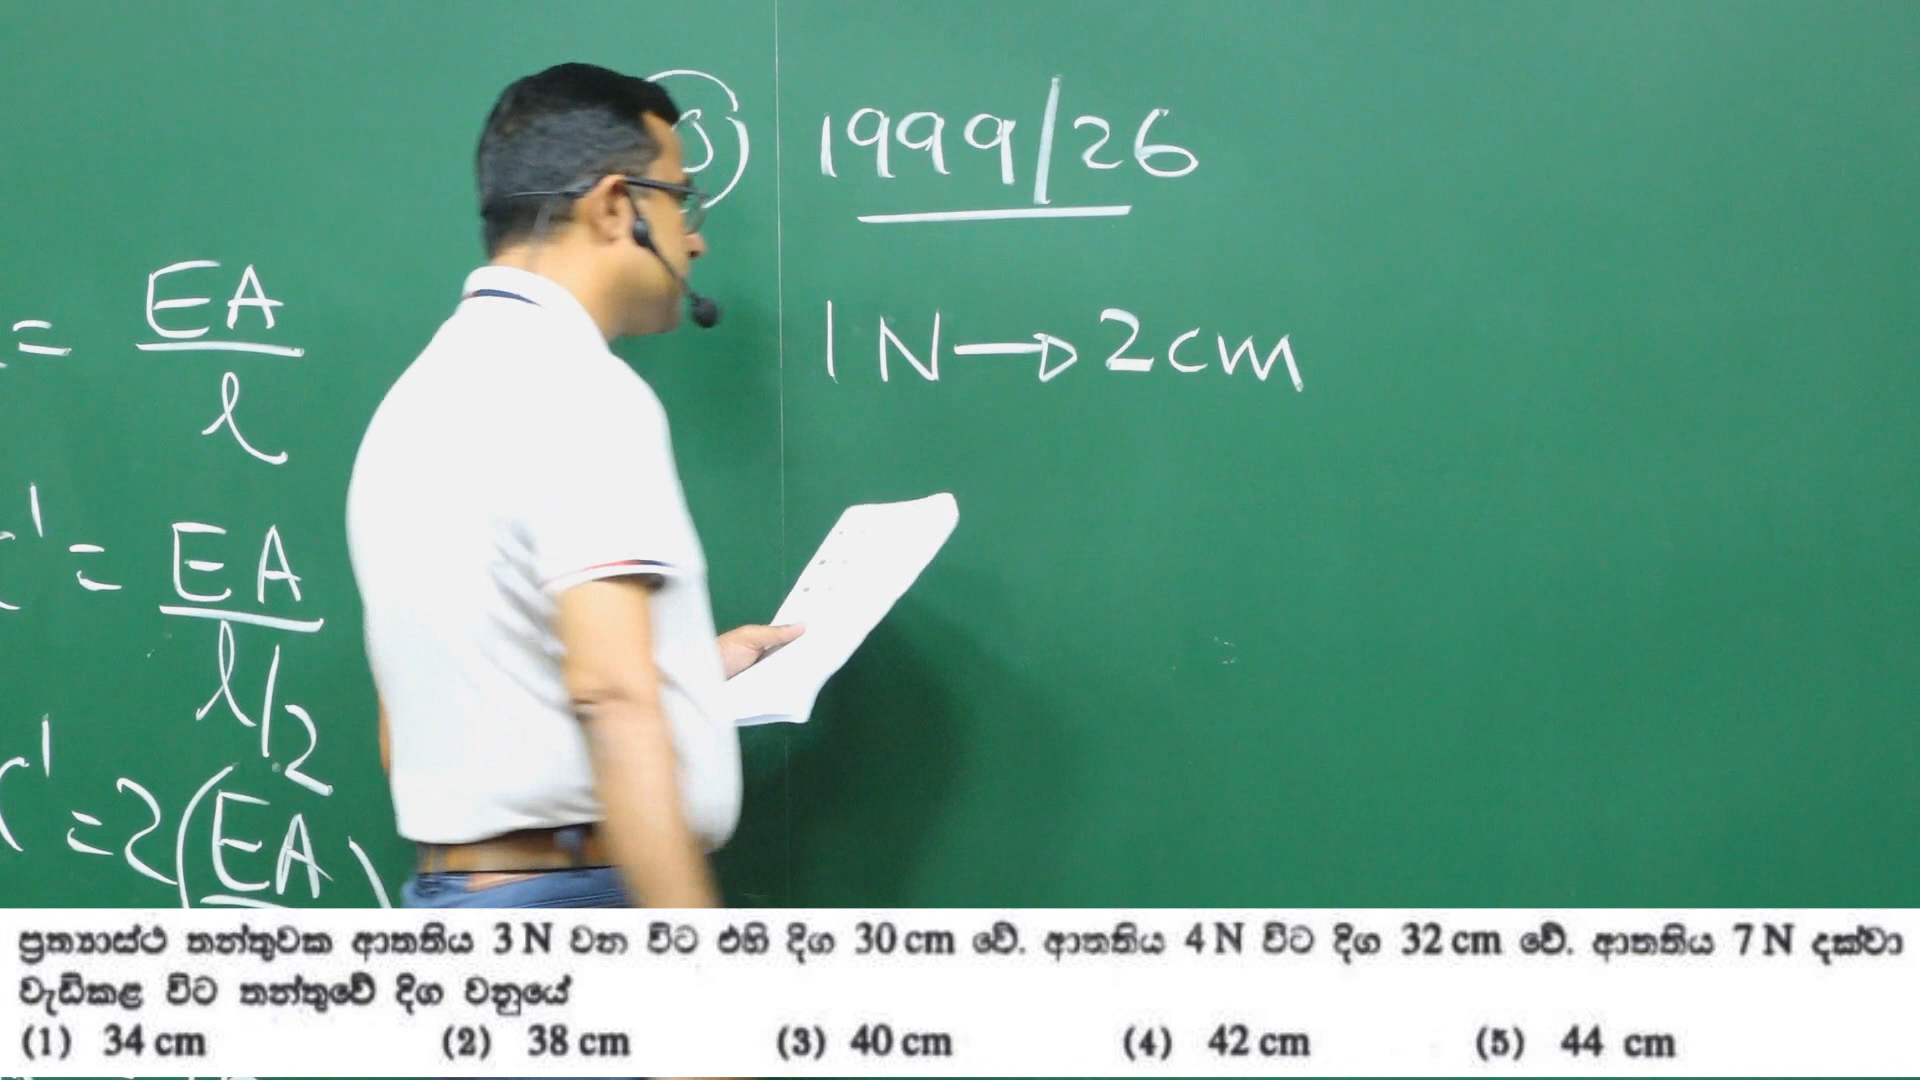 3) 1999/26
1N→2cm
= EA
l
' = EA
l/2
' =2(EA)
ප්‍රත්‍යාස්ථ තන්තුවක ආතතිය 3 N වන විට එහි දිග 30 cm වේ. ආතතිය 4 N විට දිග 32 cm වේ. ආතතිය 7 N දක්වා
වැඩිකළ විට තන්තුවේ දිග වනුයේ
(1) 34 cm (2) 38 cm (3) 40 cm (4) 42 cm (5) 44 cm